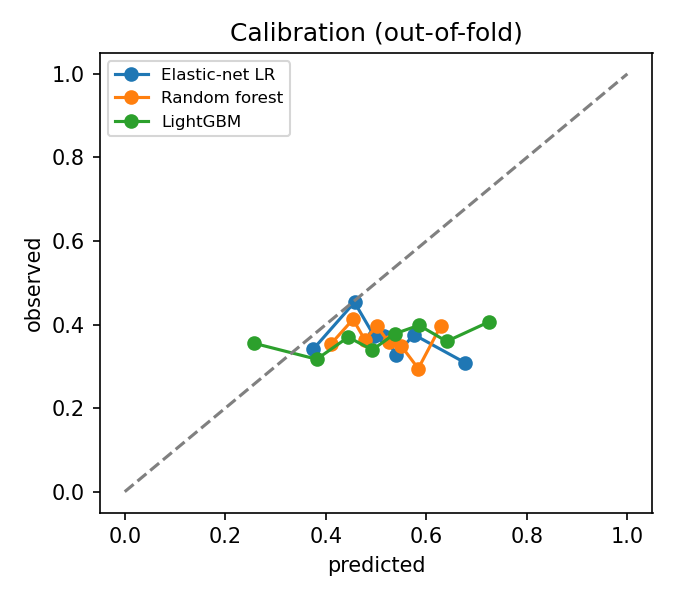 Calibration (out-of-fold)
Elastic-net LR
Random forest
LightGBM
observed
1.0
0.8
0.6
0.4
0.2
0.0
0.0 0.2 0.4 0.6 0.8 1.0
predicted